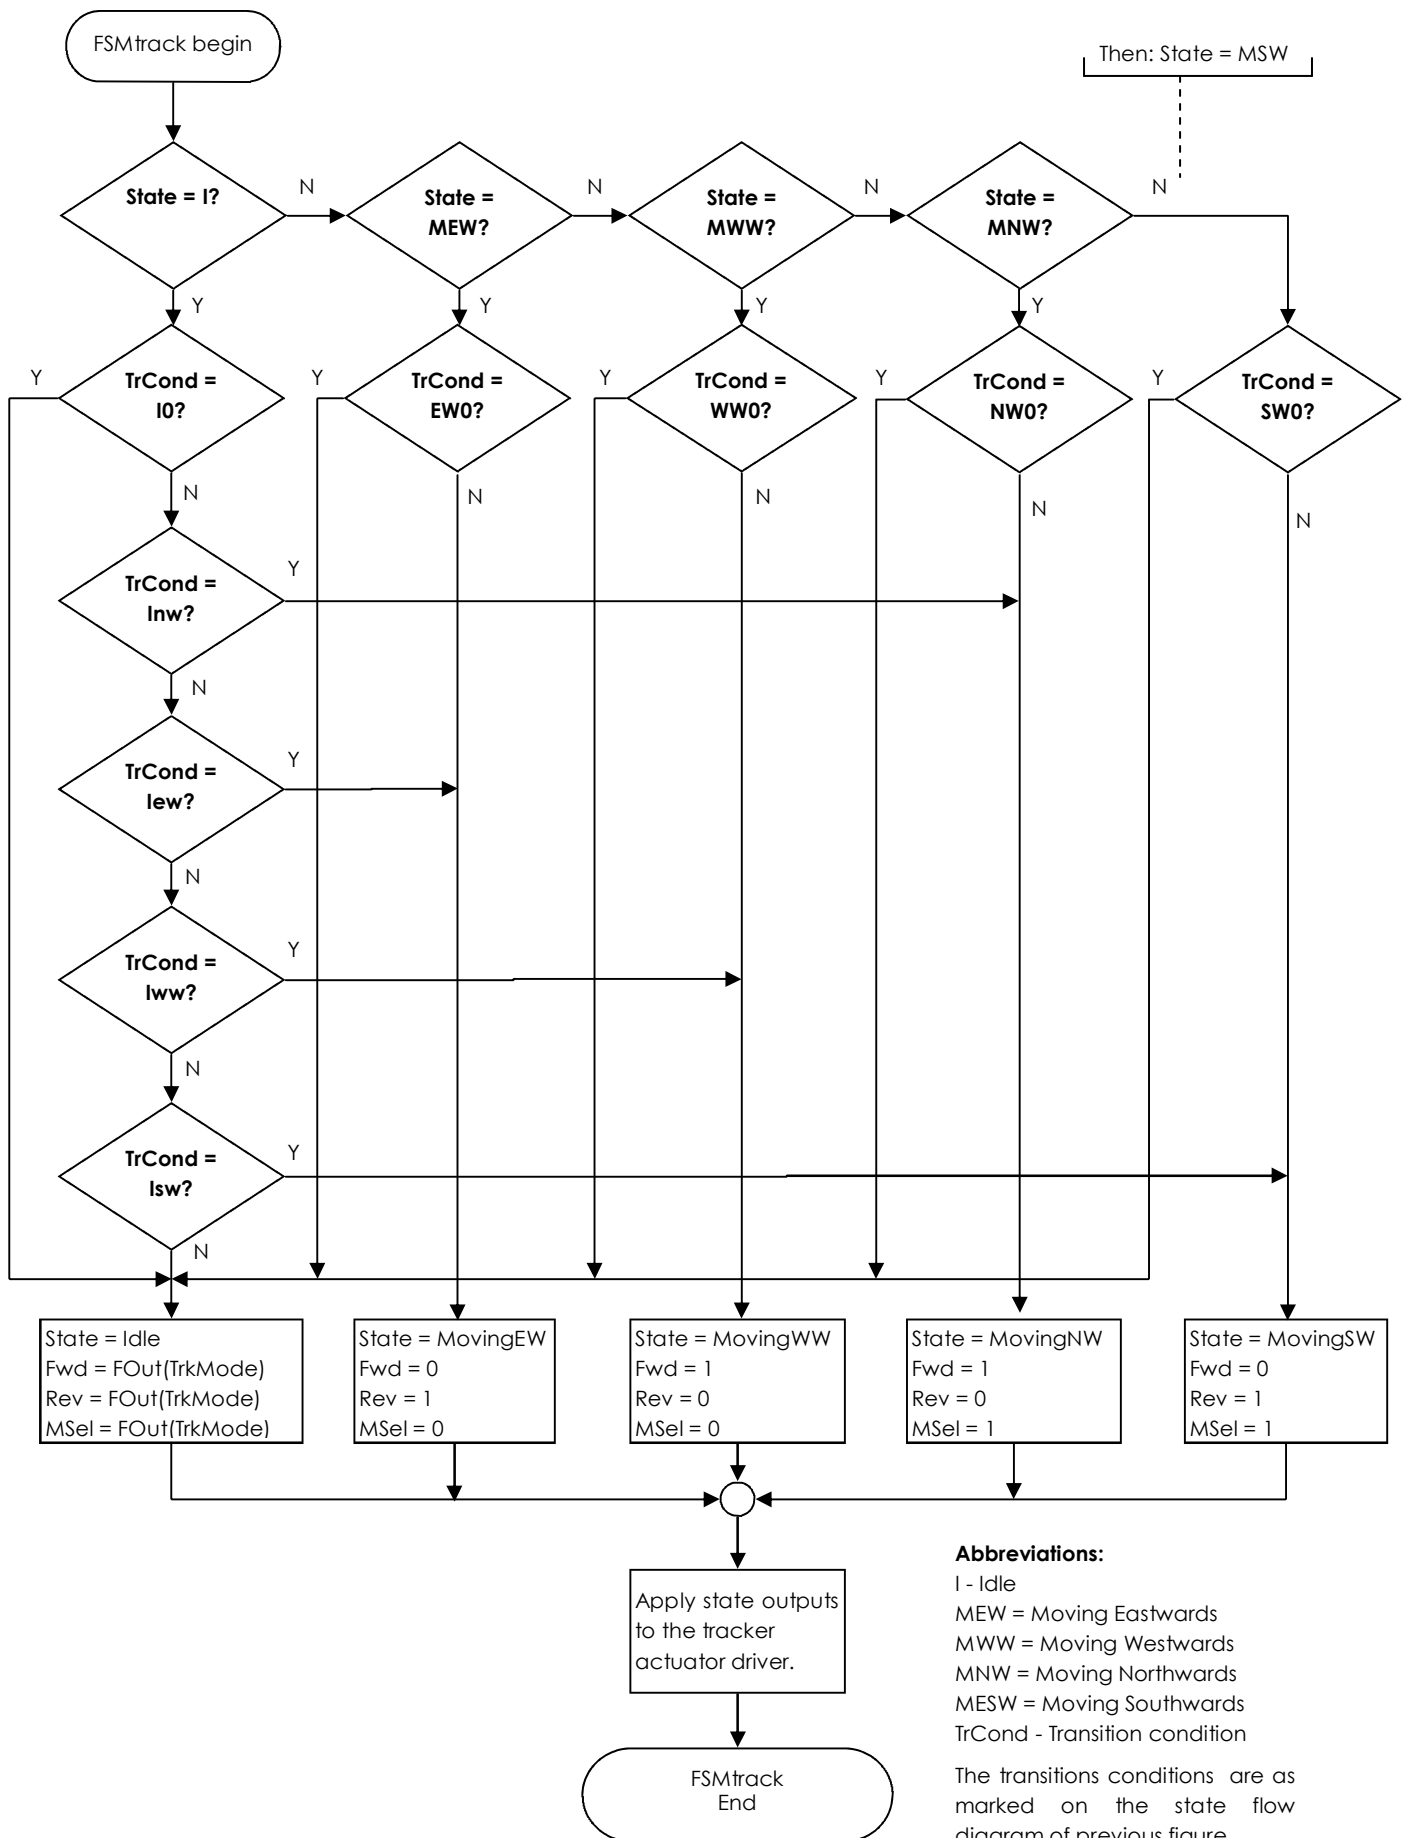 FSMtrack begin
Then: State = MSW
State = I?
N
State =
MEW?
N
State =
MWW?
N
State =
MNW?
N
Y
Y
Y
Y
Y
TrCond =
I0?
Y
TrCond =
EW0?
Y
TrCond =
WW0?
Y
TrCond =
NW0?
Y
TrCond =
SW0?
N
N
N
N
N
TrCond =
Inw?
Y
N
TrCond =
Iew?
Y
N
TrCond =
Iww?
Y
N
TrCond =
Isw?
Y
N
State = Idle
Fwd = FOut(TrkMode)
Rev = FOut(TrkMode)
MSel = FOut(TrkMode)
State = MovingEW
Fwd = 0
Rev = 1
MSel = 0
State = MovingWW
Fwd = 1
Rev = 0
MSel = 0
State = MovingNW
Fwd = 1
Rev = 0
MSel = 1
State = MovingSW
Fwd = 0
Rev = 1
MSel = 1
Apply state outputs
to the tracker
actuator driver.
FSMtrack
End
Abbreviations:
I - Idle
MEW = Moving Eastwards
MWW = Moving Westwards
MNW = Moving Northwards
MESW = Moving Southwards
TrCond - Transition condition
The transitions conditions are as
marked on the state flow
diagram of previous figure